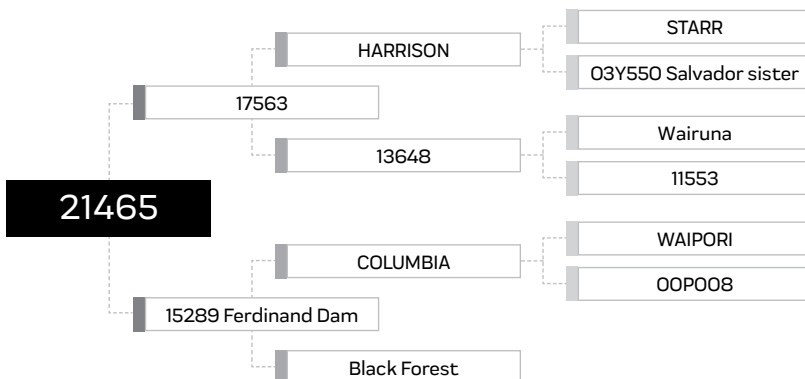 STARR
HARRISON
03Y550 Salvador sister
17563
Wairuna
13648
11553
21465
WAIPORI
COLUMBIA
00P008
15289 Ferdinand Dam
Black Forest